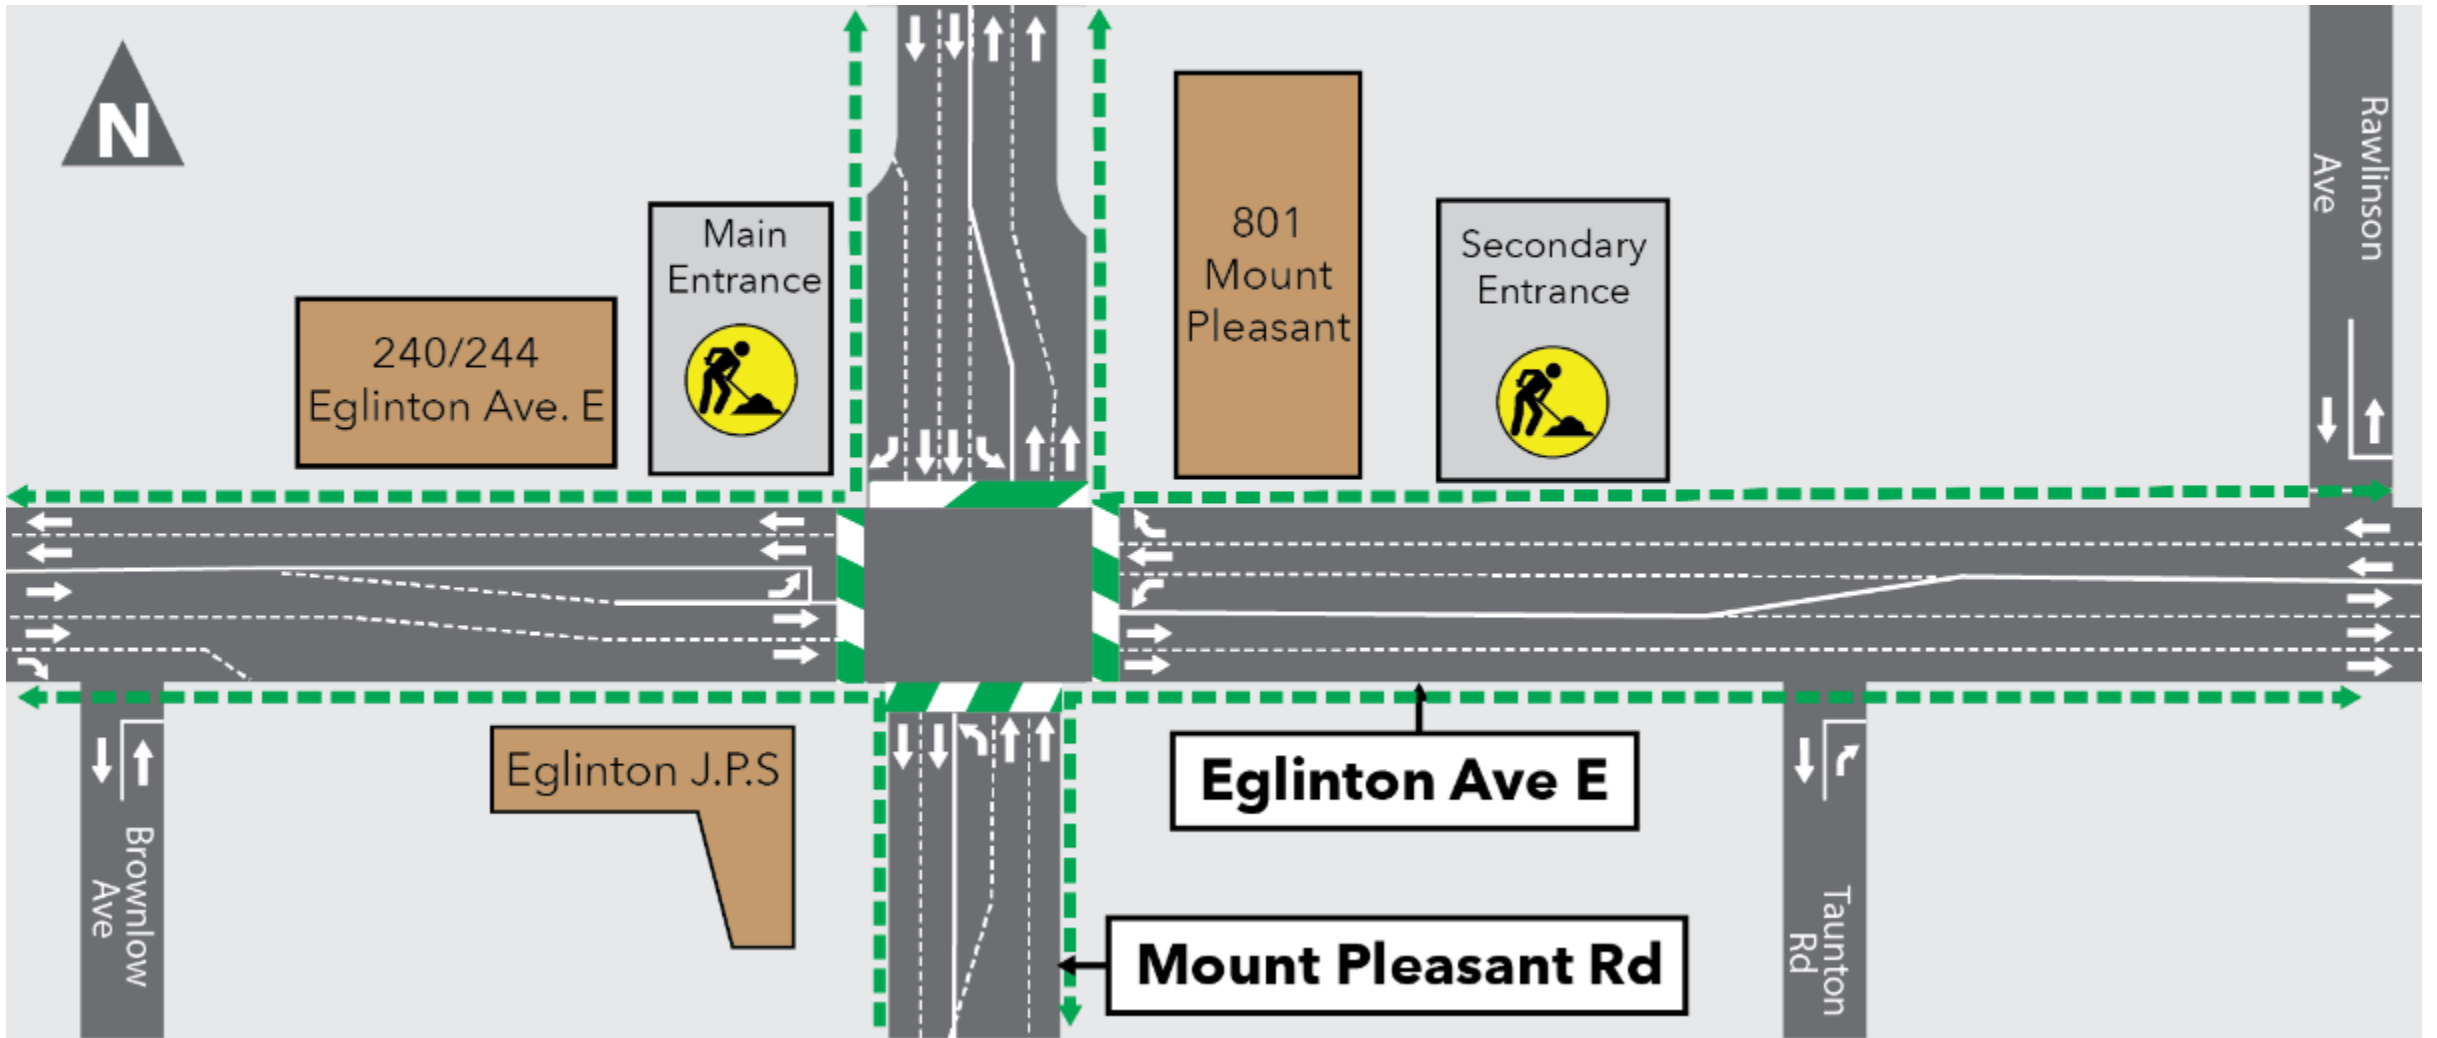 N
Main
Entrance
240/244
Eglinton Ave. E
801
Mount
Pleasant
Secondary
Entrance
Rawlinson
Ave
Eglinton J.P.S
Eglinton Ave E
Mount Pleasant Rd
Brownlow
Ave
Taunton
Rd